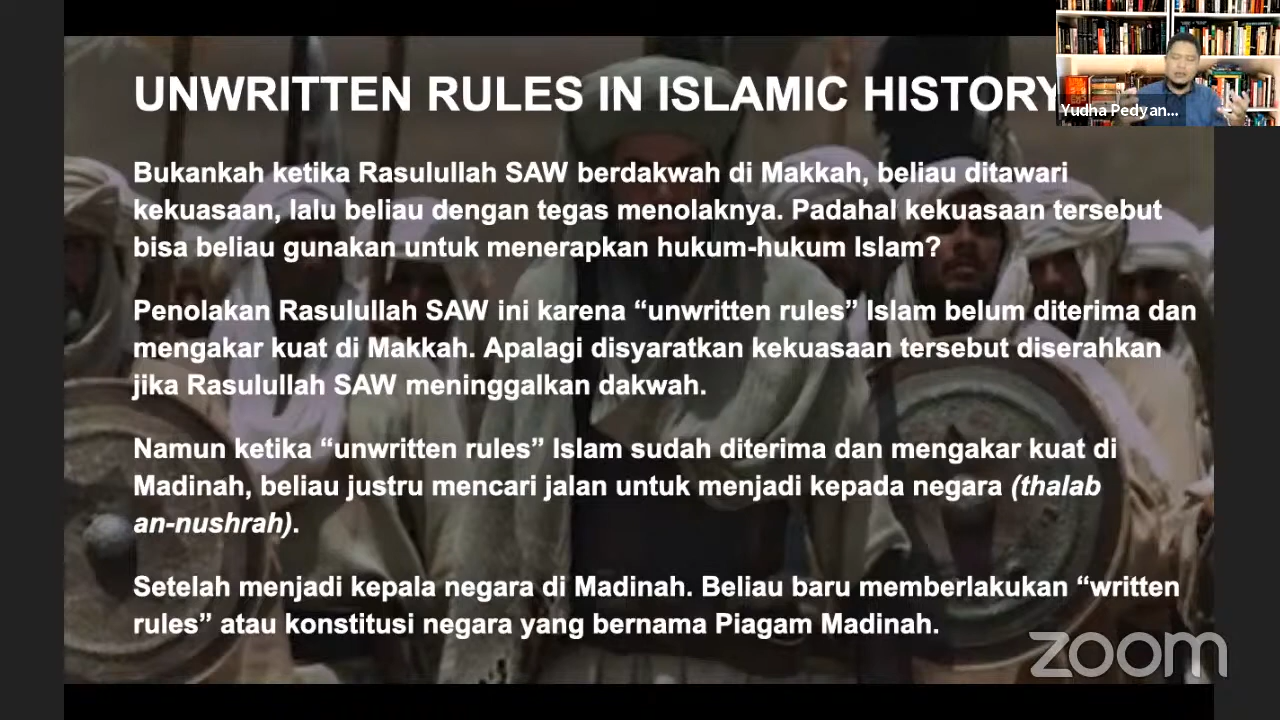 UNWRITTEN RULES IN ISLAMIC HISTORY
Yudha Pedyan...
Bukankah ketika Rasulullah SAW berdakwah di Makkah, beliau ditawari
kekuasaan, lalu beliau dengan tegas menolaknya. Padahal kekuasaan tersebut
bisa beliau gunakan untuk menerapkan hukum-hukum Islam?
Penolakan Rasulullah SAW ini karena “unwritten rules” Islam belum diterima dan
mengakar kuat di Makkah. Apalagi disyaratkan kekuasaan tersebut diserahkan
jika Rasulullah SAW meninggalkan dakwah.
Namun ketika “unwritten rules” Islam sudah diterima dan mengakar kuat di
Madinah, beliau justru mencari jalan untuk menjadi kepada negara (thalab
an-nushrah).
Setelah menjadi kepala negara di Madinah. Beliau baru memberlakukan “written
rules” atau konstitusi negara yang bernama Piagam Madinah.
zoom